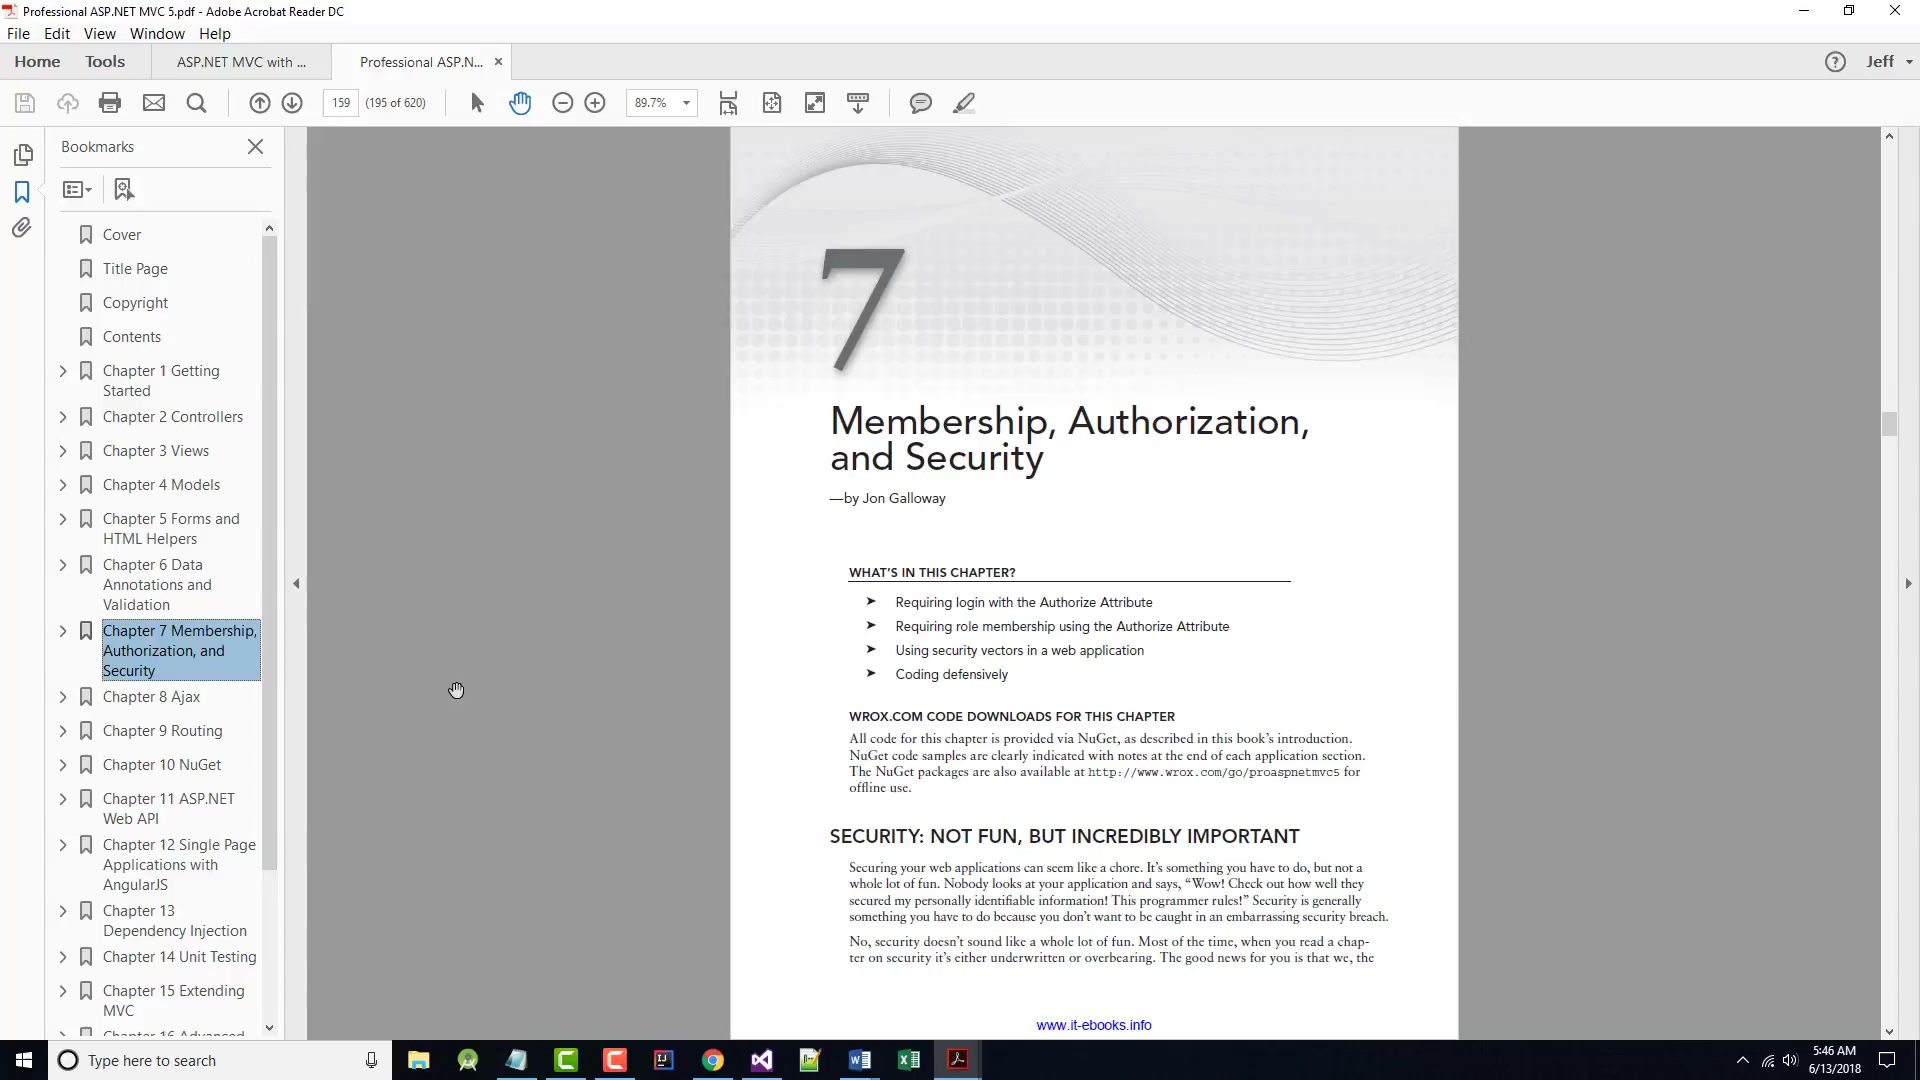 Professional ASP.NET MVC 5.pdf - Adobe Acrobat Reader DC
File Edit View Window Help
Home Tools ASP.NET MVC with ... Professional ASP.N... Jeff
159 (195 of 620) 89.7%
Bookmarks
Cover
Title Page
Copyright
Contents
Chapter 1 Getting
Started
Chapter 2 Controllers
Chapter 3 Views
Chapter 4 Models
Chapter 5 Forms and
HTML Helpers
Chapter 6 Data
Annotations and
Validation
Chapter 7 Membership,
Authorization, and
Security
Chapter 8 Ajax
Chapter 9 Routing
Chapter 10 NuGet
Chapter 11 ASP.NET
Web API
Chapter 12 Single Page
Applications with
AngularJS
Chapter 13
Dependency Injection
Chapter 14 Unit Testing
Chapter 15 Extending
MVC
Chapter 16 Advanced
7
Membership, Authorization,
and Security
—by Jon Galloway
WHAT'S IN THIS CHAPTER?
➤ Requiring login with the Authorize Attribute
➤ Requiring role membership using the Authorize Attribute
➤ Using security vectors in a web application
➤ Coding defensively
WROX.COM CODE DOWNLOADS FOR THIS CHAPTER
All code for this chapter is provided via NuGet, as described in this book's introduction.
NuGet code samples are clearly indicated with notes at the end of each application section.
The NuGet packages are also available at http://www.wrox.com/go/proaspnetmvc5 for
offline use.
SECURITY: NOT FUN, BUT INCREDIBLY IMPORTANT
Securing your web applications can seem like a chore. It's something you have to do, but not a
whole lot of fun. Nobody looks at your application and says, "Wow! Check out how well they
secured my personally identifiable information! This programmer rules!" Security is generally
something you have to do because you don't want to be caught in an embarrassing security breach.
No, security doesn't sound like a whole lot of fun. Most of the time, when you read a chap-
ter on security it's either underwritten or overbearing. The good news for you is that we, the
www.it-ebooks.info
Type here to search
5:46 AM
6/13/2018